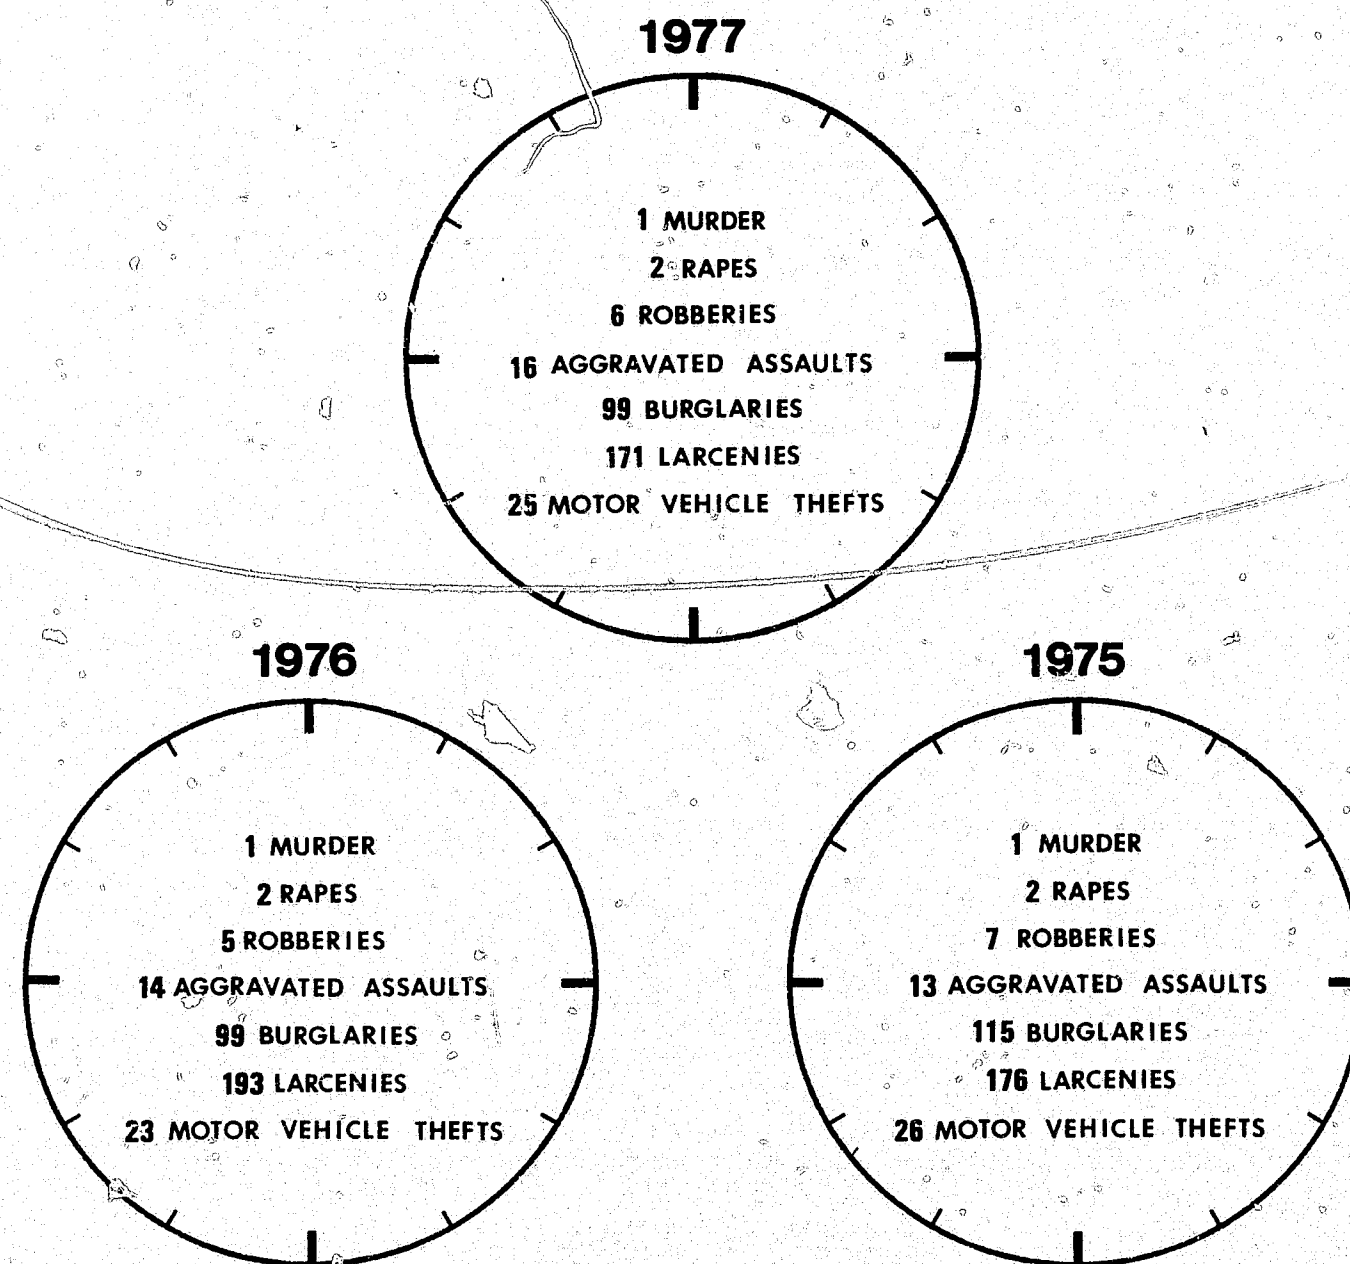 1977
1 MURDER
2 RAPES
6 ROBBERIES
16 AGGRAVATED ASSAULTS
99 BURGLARIES
171 LARCENIES
25 MOTOR VEHICLE THEFTS
1976
1 MURDER
2 RAPES
5 ROBBERIES
14 AGGRAVATED ASSAULTS
99 BURGLARIES
193 LARCENIES
23 MOTOR VEHICLE THEFTS
1975
1 MURDER
2 RAPES
7 ROBBERIES
13 AGGRAVATED ASSAULTS
115 BURGLARIES
176 LARCENIES
26 MOTOR VEHICLE THEFTS